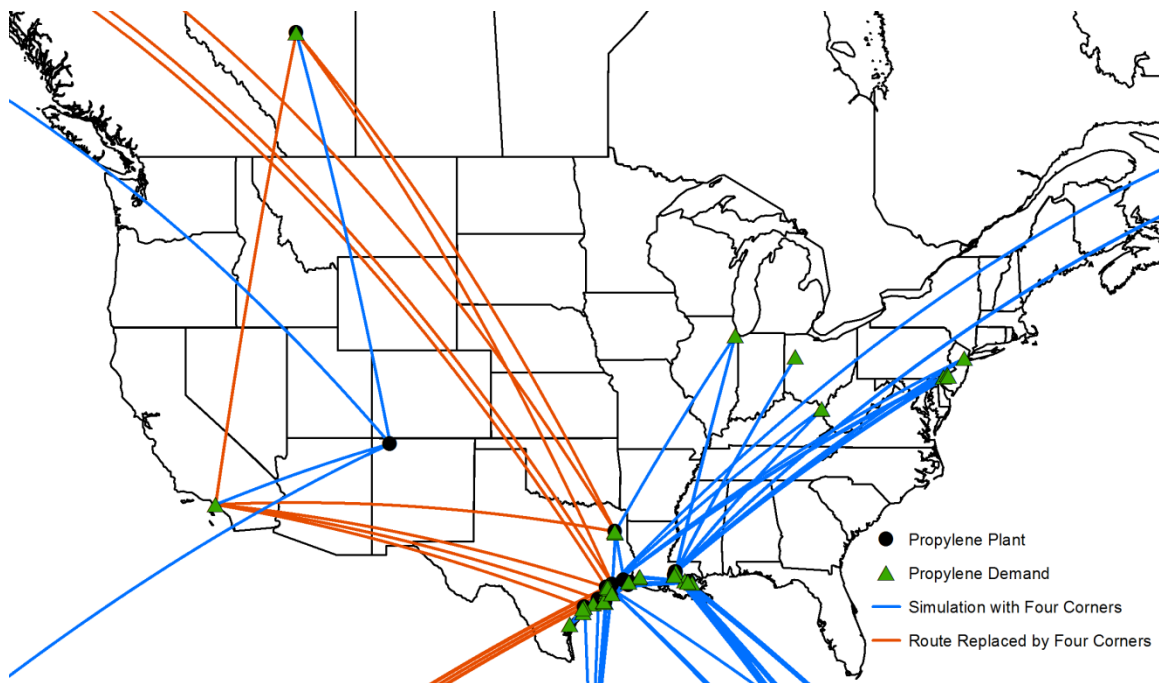 Propylene Plant
Propylene Demand
Simulation with Four Corners
Route Replaced by Four Corners